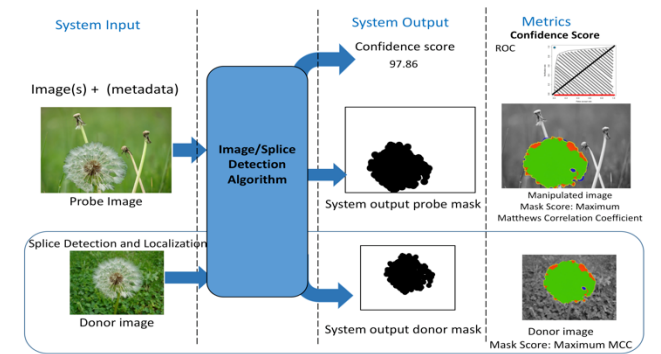 System Input
System Output
Metrics
Confidence Score
ROC
Confidence score
97.86
Image(s) + (metadata)
Image/Splice
Detection
Algorithm
Probe Image
System output probe mask
Manipulated image
Mask Score: Maximum
Matthews Correlation Coefficient
Splice Detection and Localization
Donor image
System output donor mask
Donor image
Mask Score: Maximum MCC